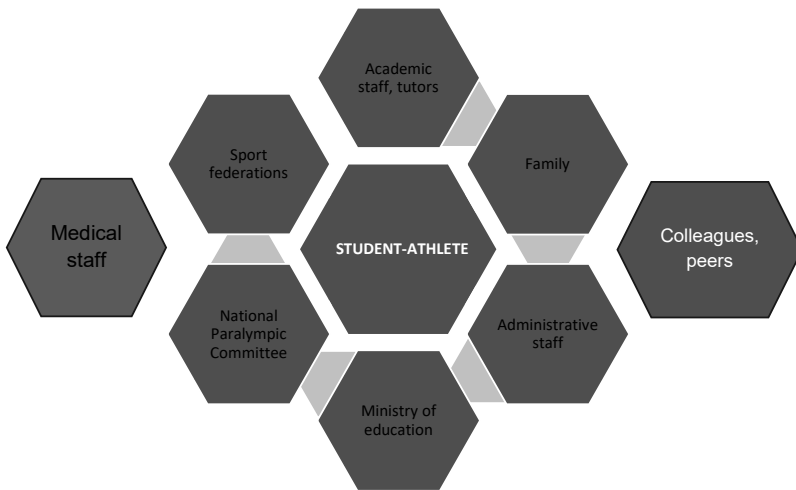 Academic
staff, tutors
Sport
federations
Family
Medical
staff
STUDENT-ATHLETE
Colleagues,
peers
National
Paralympic
Committee
Administrative
staff
Ministry of
education